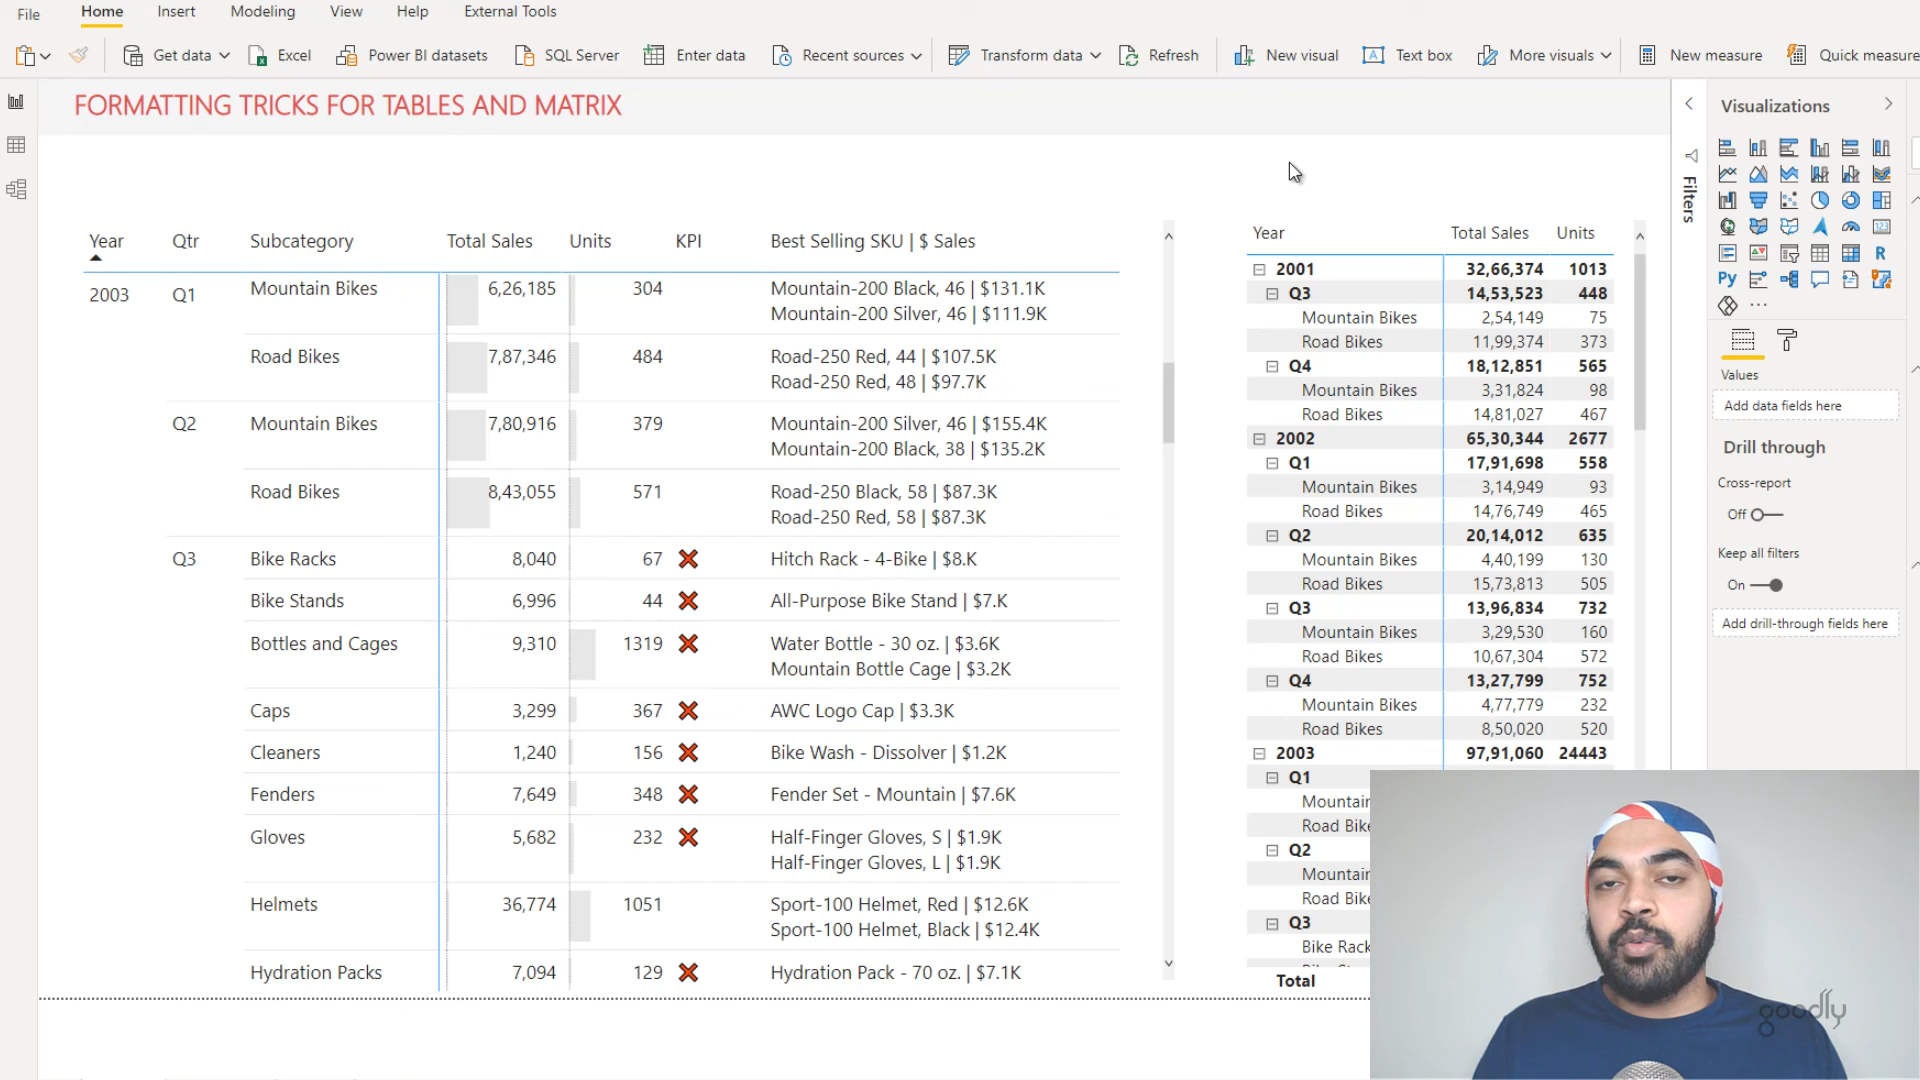 File Home Insert Modeling View Help External Tools
Get data Excel Power BI datasets SQL Server Enter data Recent sources Transform data Refresh New visual Text box More visuals New measure Quick measure
FORMATTING TRICKS FOR TABLES AND MATRIX
Year Qtr Subcategory Total Sales Units KPI Best Selling SKU | $ Sales
2003 Q1 Mountain Bikes 6,26,185 304 Mountain-200 Black, 46 | $131.1K
Mountain-200 Silver, 46 | $111.9K
Road Bikes 7,87,346 484 Road-250 Red, 44 | $107.5K
Road-250 Red, 48 | $97.7K
Q2 Mountain Bikes 7,80,916 379 Mountain-200 Silver, 46 | $155.4K
Mountain-200 Black, 38 | $135.2K
Road Bikes 8,43,055 571 Road-250 Black, 58 | $87.3K
Road-250 Red, 58 | $87.3K
Q3 Bike Racks 8,040 67 Hitch Rack - 4-Bike | $8.K
Bike Stands 6,996 44 All-Purpose Bike Stand | $7.K
Bottles and Cages 9,310 1319 Water Bottle - 30 oz. | $3.6K
Mountain Bottle Cage | $3.2K
Caps 3,299 367 AWC Logo Cap | $3.3K
Cleaners 1,240 156 Bike Wash - Dissolver | $1.2K
Fenders 7,649 348 Fender Set - Mountain | $7.6K
Gloves 5,682 232 Half-Finger Gloves, S | $1.9K
Half-Finger Gloves, L | $1.9K
Helmets 36,774 1051 Sport-100 Helmet, Red | $12.6K
Sport-100 Helmet, Black | $12.4K
Hydration Packs 7,094 129 Hydration Pack - 70 oz. | $7.1K
Year Total Sales Units
2001 32,66,374 1013
Q3 14,53,523 448
Mountain Bikes 2,54,149 75
Road Bikes 11,99,374 373
Q4 18,12,851 565
Mountain Bikes 3,31,824 98
Road Bikes 14,81,027 467
2002 65,30,344 2677
Q1 17,91,698 558
Mountain Bikes 3,14,949 93
Road Bikes 14,76,749 465
Q2 20,14,012 635
Mountain Bikes 4,40,199 130
Road Bikes 15,73,813 505
Q3 13,96,834 732
Mountain Bikes 3,29,530 160
Road Bikes 10,67,304 572
Q4 13,27,799 752
Mountain Bikes 4,77,779 232
Road Bikes 8,50,020 520
2003 97,91,060 24443
Q1
Mountain
Road Bike
Q2
Mountain
Road Bike
Q3
Bike Rack
Total
Filters
Visualizations
R
Py
123
Values
Add data fields here
Drill through
Cross-report
Off
Keep all filters
On
Add drill-through fields here
goodly